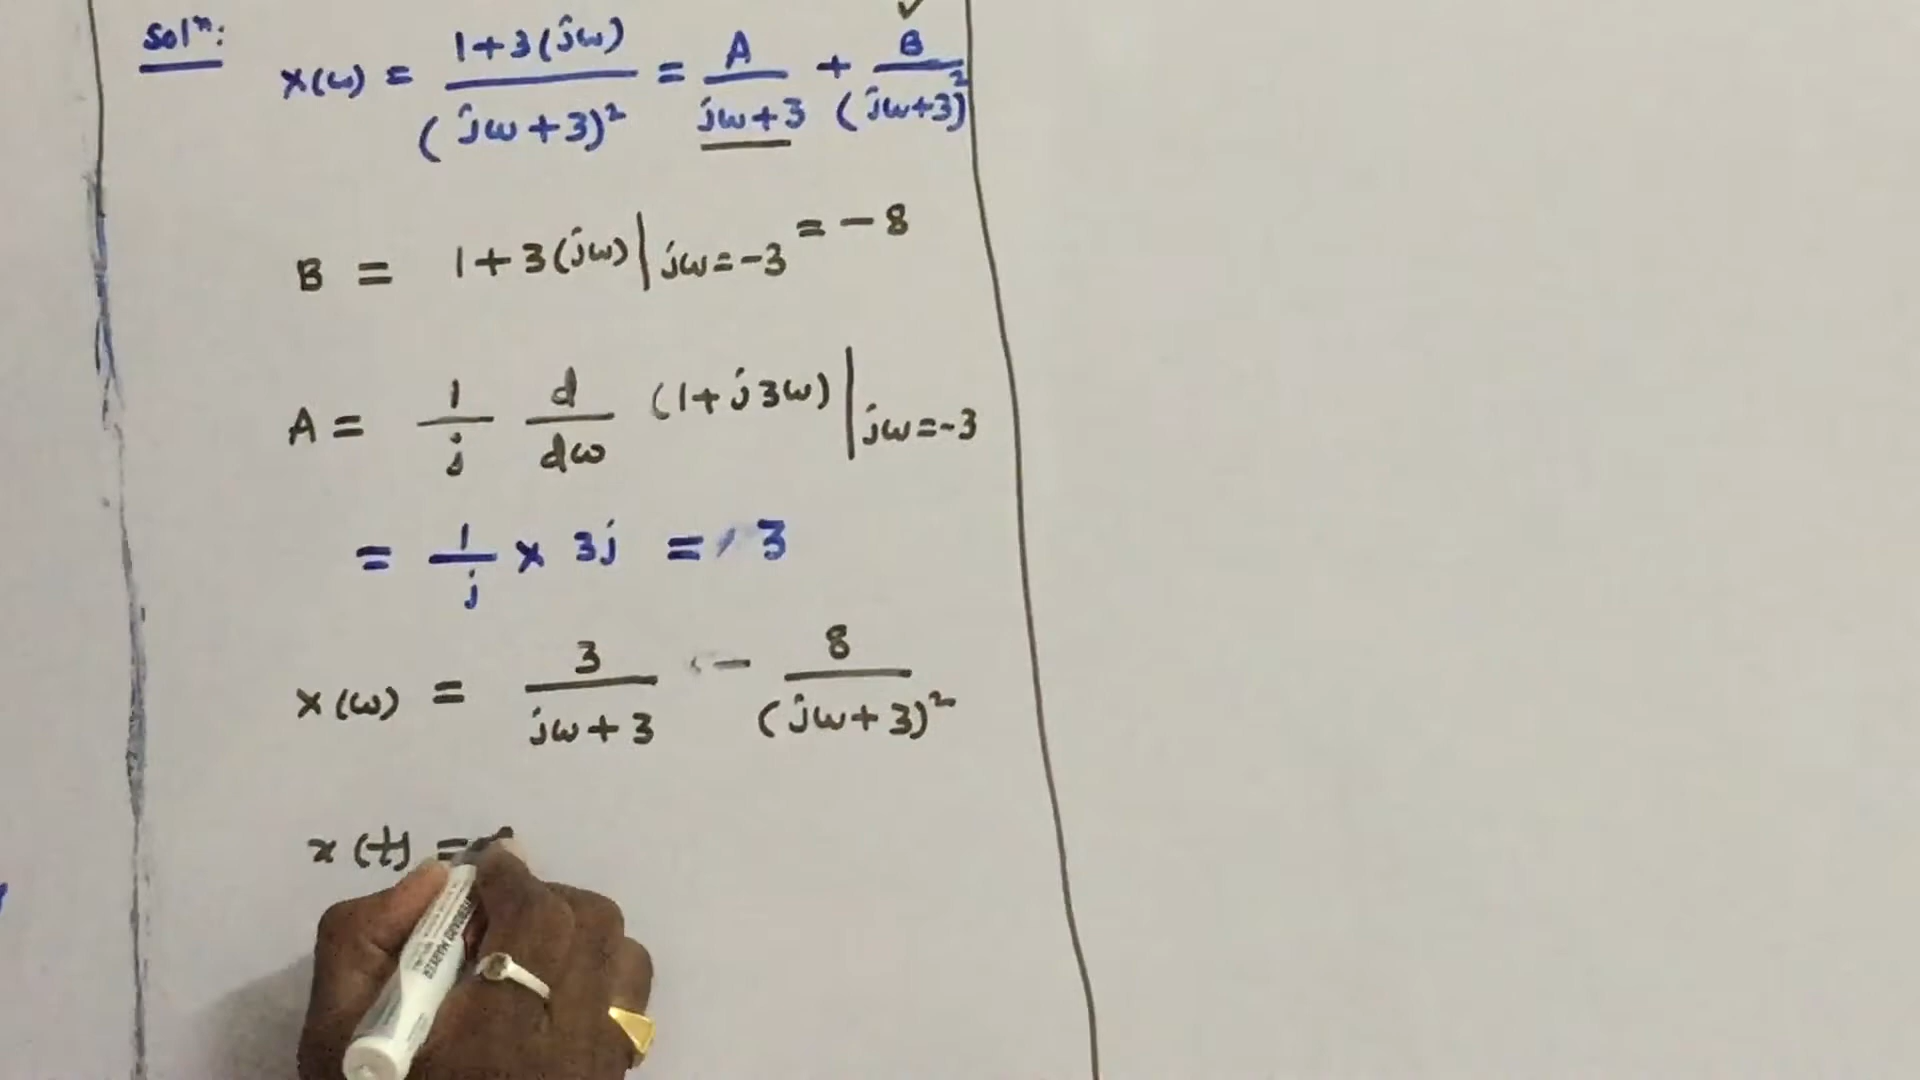 Solⁿ:
x(ω) = 1+3(jω) / (jω+3)² = A / jω+3 + B / (jω+3)²
B = 1+3(jω) | jω=-3 = -8
A = 1/j d/dω (1+j3ω) | jω=-3
= 1/j × 3j = 3
x(ω) = 3 / jω+3 - 8 / (jω+3)²
x(t) =